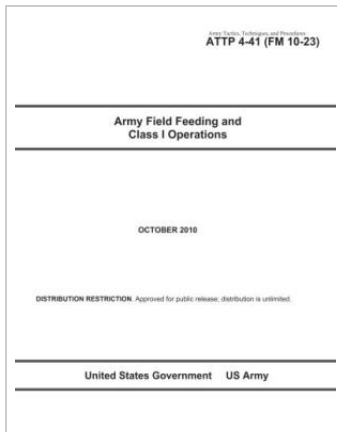 Army Tactics, Techniques, and Procedures
ATTP 4-41 (FM 10-23)
Army Field Feeding and
Class I Operations
OCTOBER 2010
DISTRIBUTION RESTRICTION. Approved for public release; distribution is unlimited.
United States Government US Army